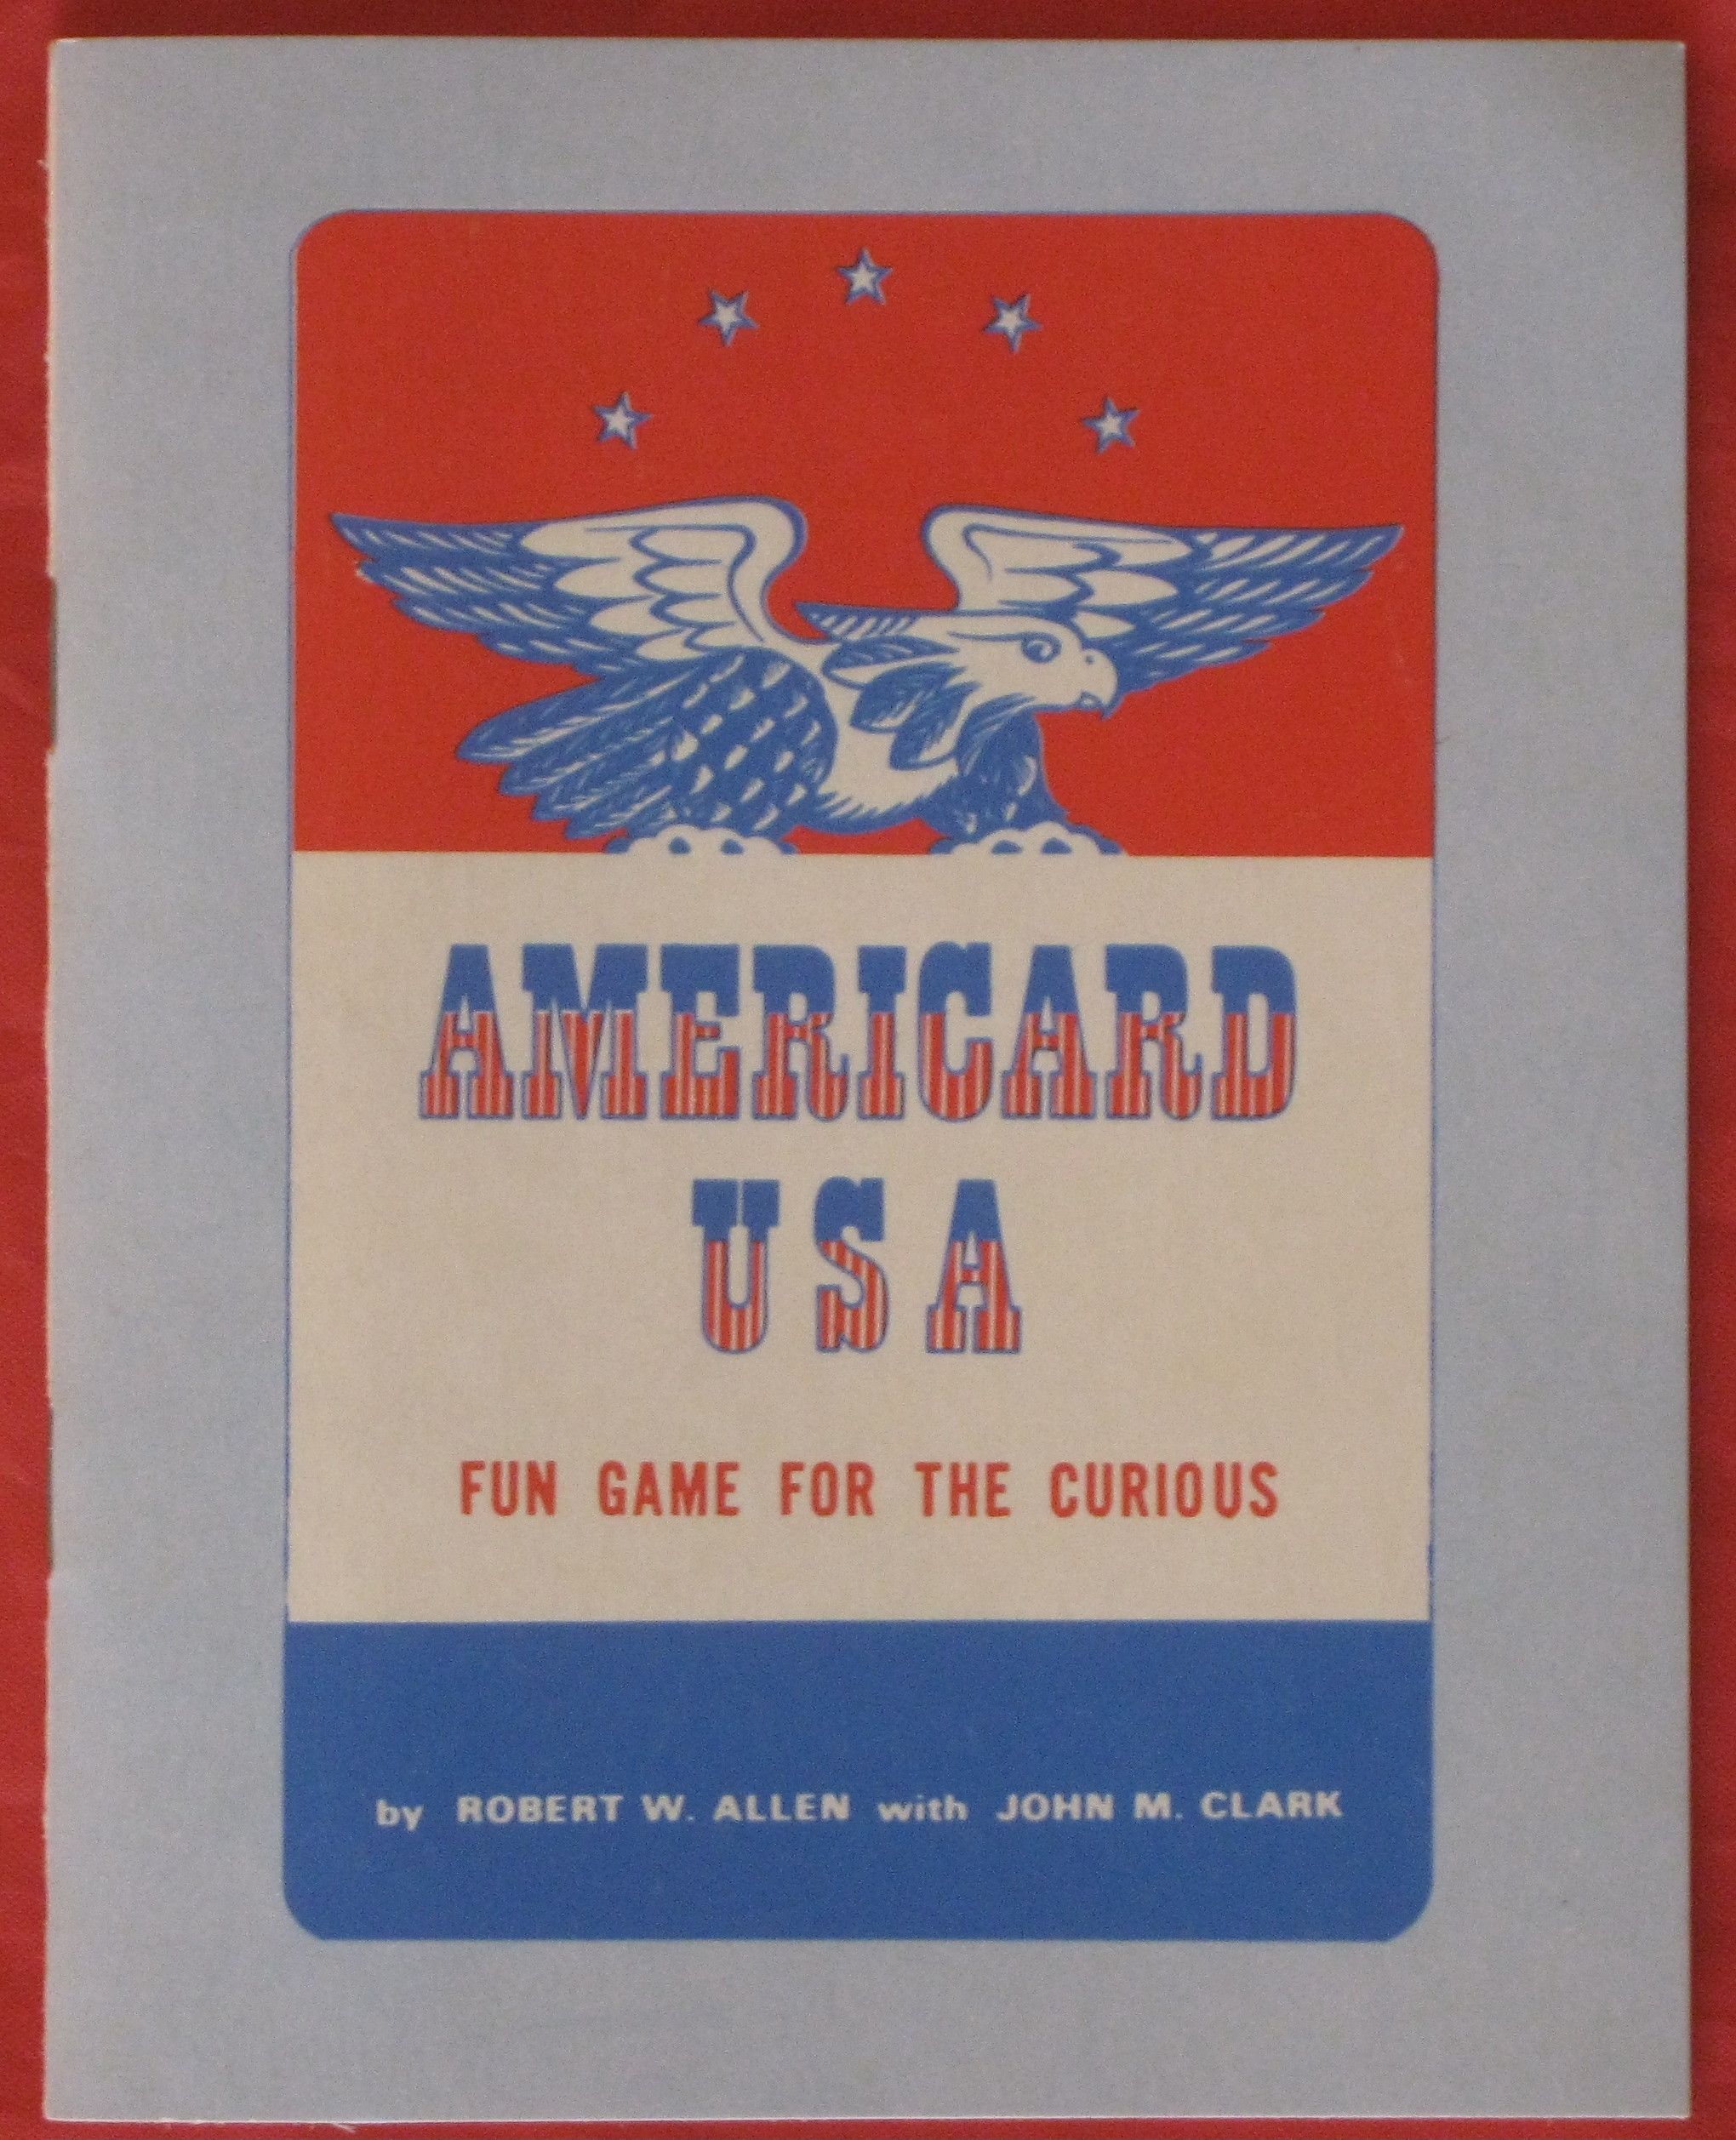 AMERICARD
USA
FUN GAME FOR THE CURIOUS
by ROBERT W. ALLEN with JOHN M. CLARK